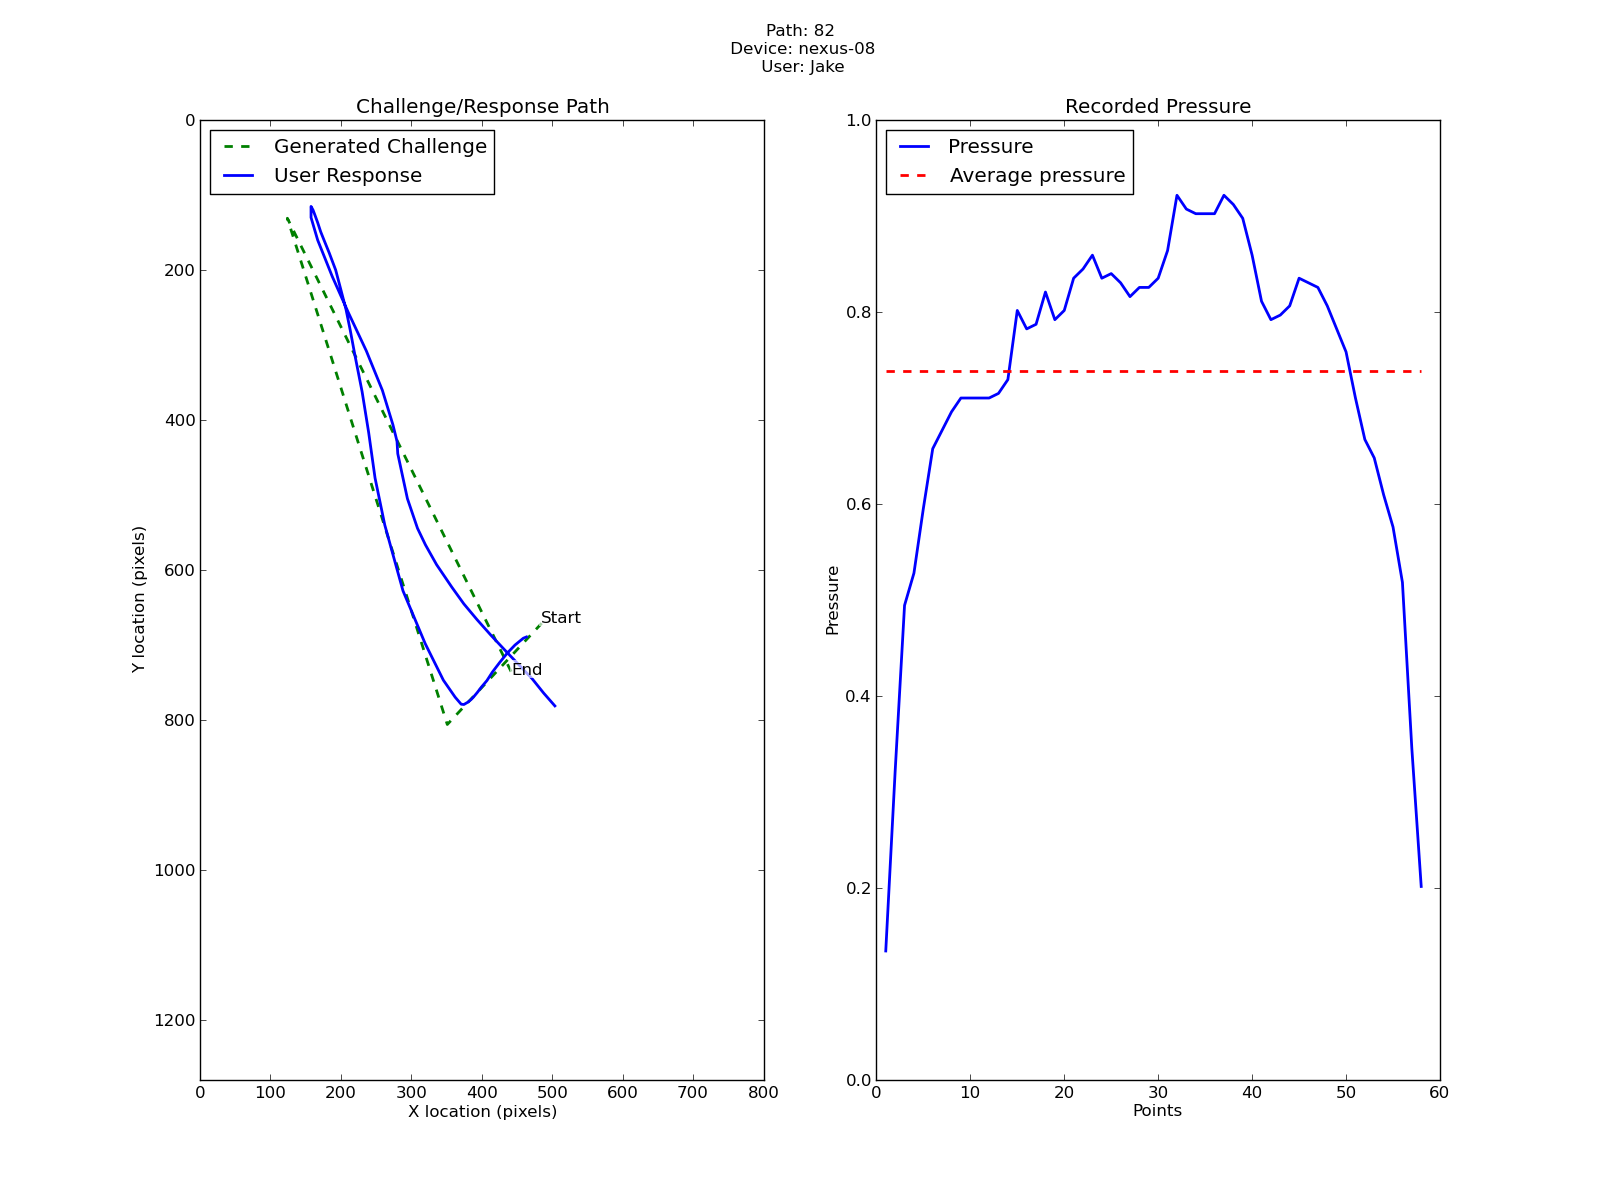 Path: 82
Device: nexus-08
User: Jake
Challenge/Response Path
Generated Challenge
User Response
0
200
400
600
800
1000
1200
Y location (pixels)
Start
End
0 100 200 300 400 500 600 700 800
X location (pixels)
Recorded Pressure
Pressure
Average pressure
1.0
0.8
0.6
0.4
0.2
0.0
Pressure
0 10 20 30 40 50 60
Points